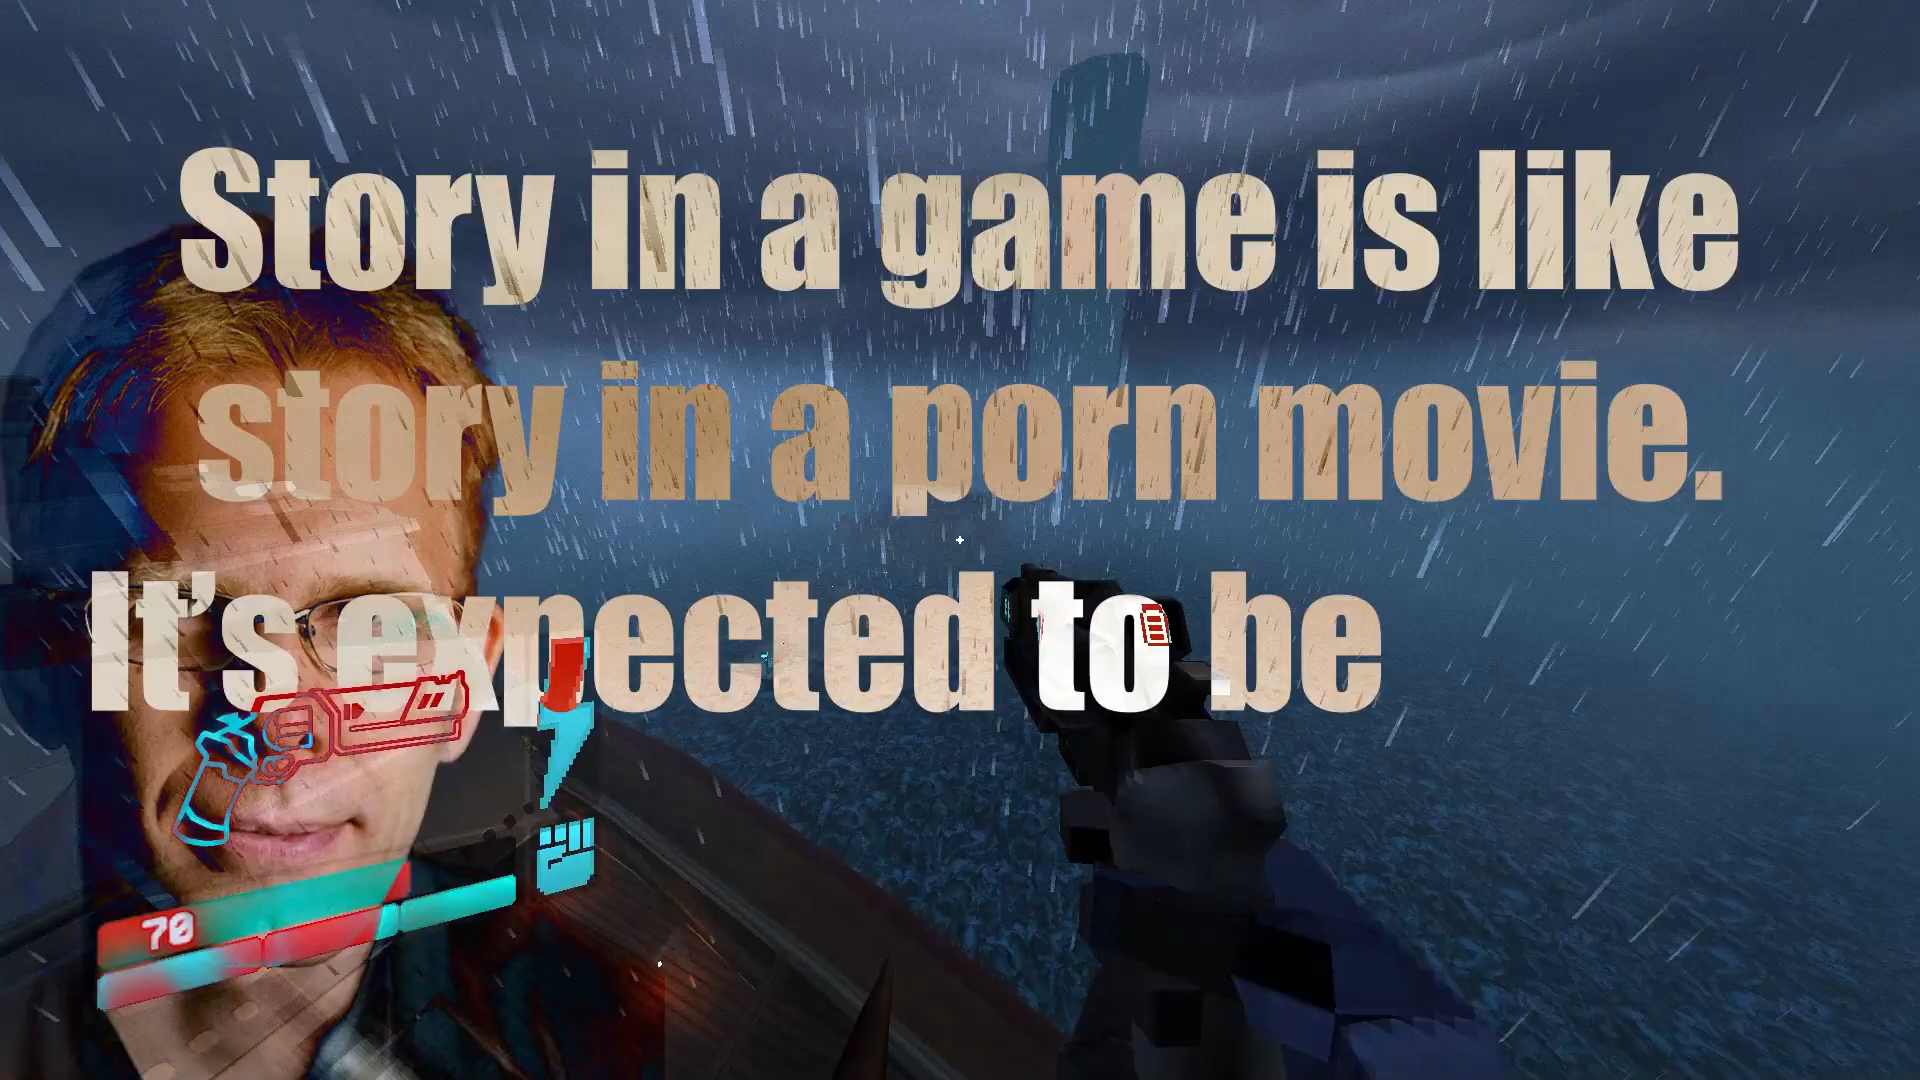 Story in a game is like
story in a porn movie.
It's expected to be
70